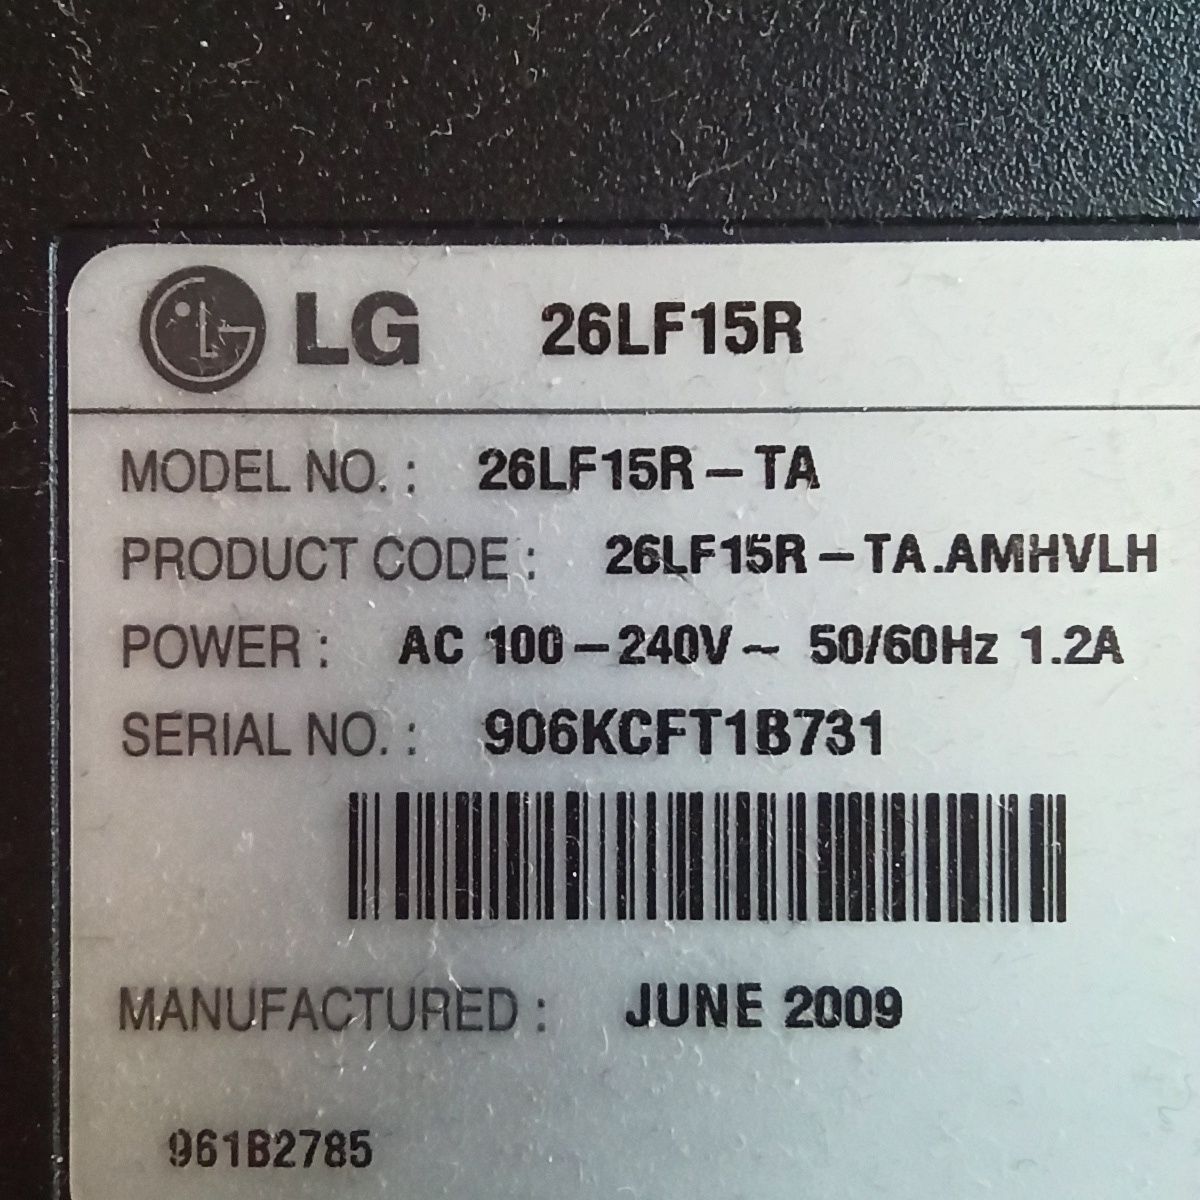 LG 26LF15R
MODEL NO. : 26LF15R-TA
PRODUCT CODE : 26LF15R-TA.AMHVLH
POWER : AC 100-240V~ 50/60Hz 1.2A
SERIAL NO. : 906KCFT1B731
MANUFACTURED : JUNE 2009
961B2785